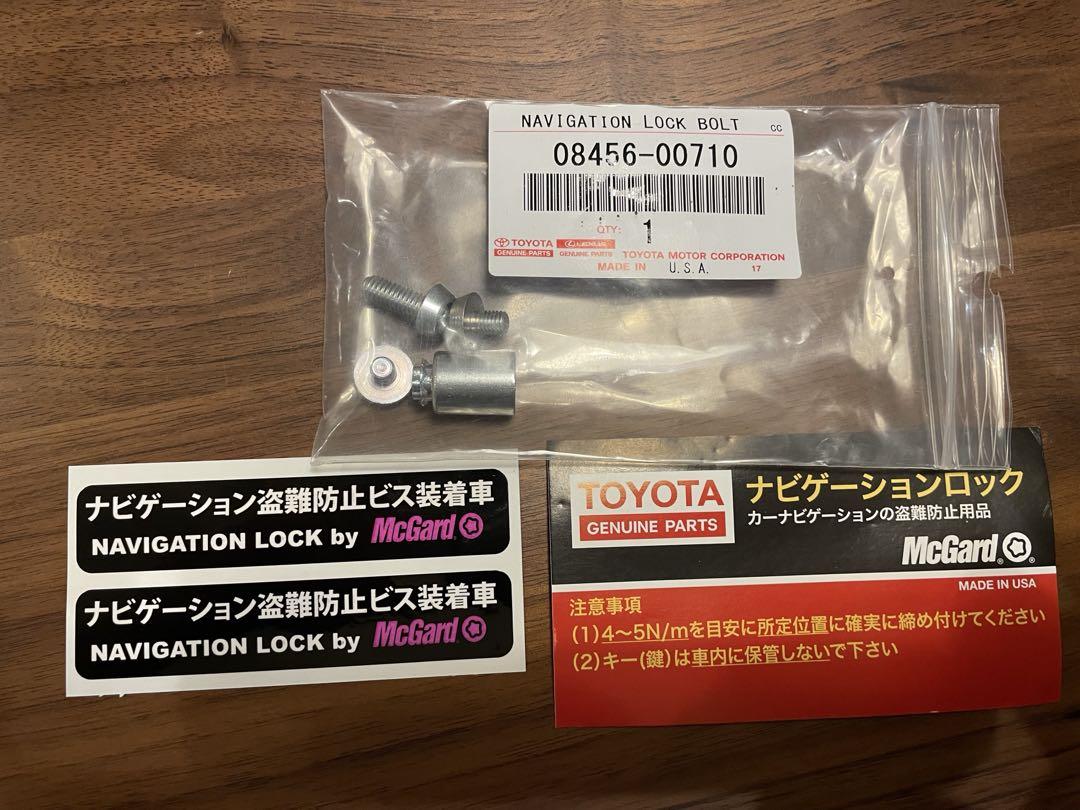 NAVIGATION LOCK BOLT CC
08456-00710
QTY: 1
TOYOTA
GENUINE PARTS
LEXUS
GENUINE PARTS
TOYOTA MOTOR CORPORATION
MADE IN U.S.A. 17
ナビゲーション盗難防止ビス装着車
NAVIGATION LOCK by McGard®
ナビゲーション盗難防止ビス装着車
NAVIGATION LOCK by McGard®
TOYOTA
GENUINE PARTS
ナビゲーションロック
カーナビゲーションの盗難防止用品
McGard®
MADE IN USA
注意事項
(1)4〜5N/mを目安に所定位置に確実に締め付けてください
(2)キー(鍵)は車内に保管しないで下さい